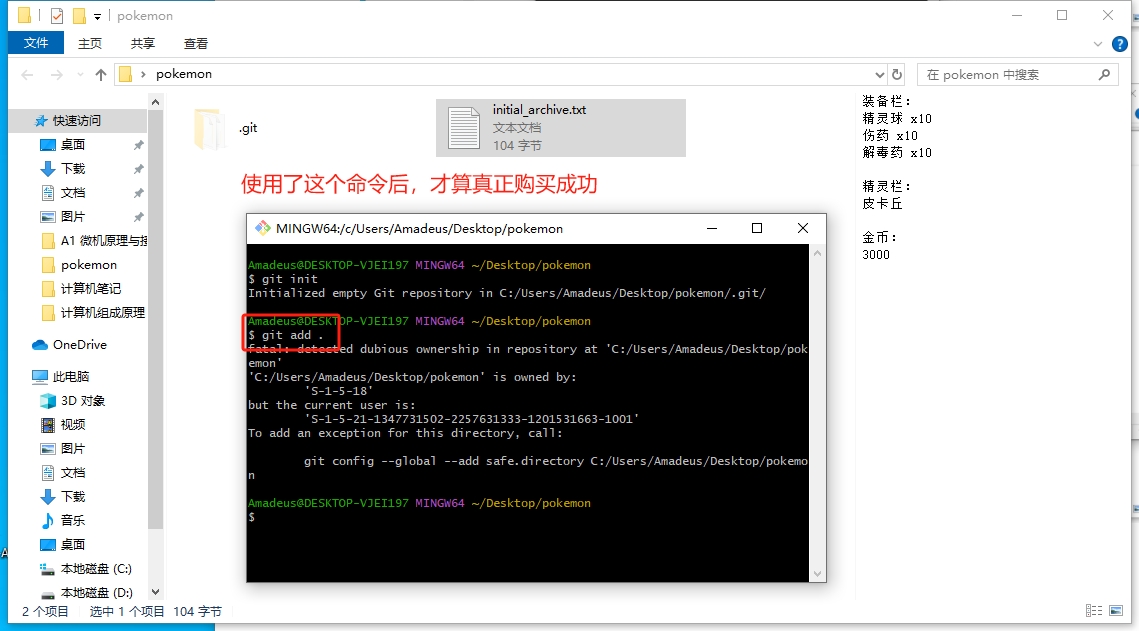 pokemon
文件 主页 共享 查看
pokemon
在 pokemon 中搜索
快速访问
桌面
下载
文档
图片
A1 微机原理与接
pokemon
计算机笔记
计算机组成原理
OneDrive
此电脑
3D 对象
视频
图片
文档
下载
音乐
桌面
本地磁盘 (C:)
本地磁盘 (D:)
.git
initial_archive.txt
文本文档
104 字节
使用了这个命令后，才算真正购买成功
MINGW64:/c/Users/Amadeus/Desktop/pokemon
Amadeus@DESKTOP-VJEI197 MINGW64 ~/Desktop/pokemon
$ git init
Initialized empty Git repository in C:/Users/Amadeus/Desktop/pokemon/.git/
Amadeus@DESKTOP-VJEI197 MINGW64 ~/Desktop/pokemon
$ git add .
fatal: detected dubious ownership in repository at 'C:/Users/Amadeus/Desktop/pok
emon'
'C:/Users/Amadeus/Desktop/pokemon' is owned by:
'S-1-5-18'
but the current user is:
'S-1-5-21-1347731502-2257631333-1201531663-1001'
To add an exception for this directory, call:
git config --global --add safe.directory C:/Users/Amadeus/Desktop/pokemo
n
Amadeus@DESKTOP-VJEI197 MINGW64 ~/Desktop/pokemon
$
装备栏：
精灵球 x10
伤药 x10
解毒药 x10
精灵栏：
皮卡丘
金币：
3000
2 个项目 选中 1 个项目 104 字节